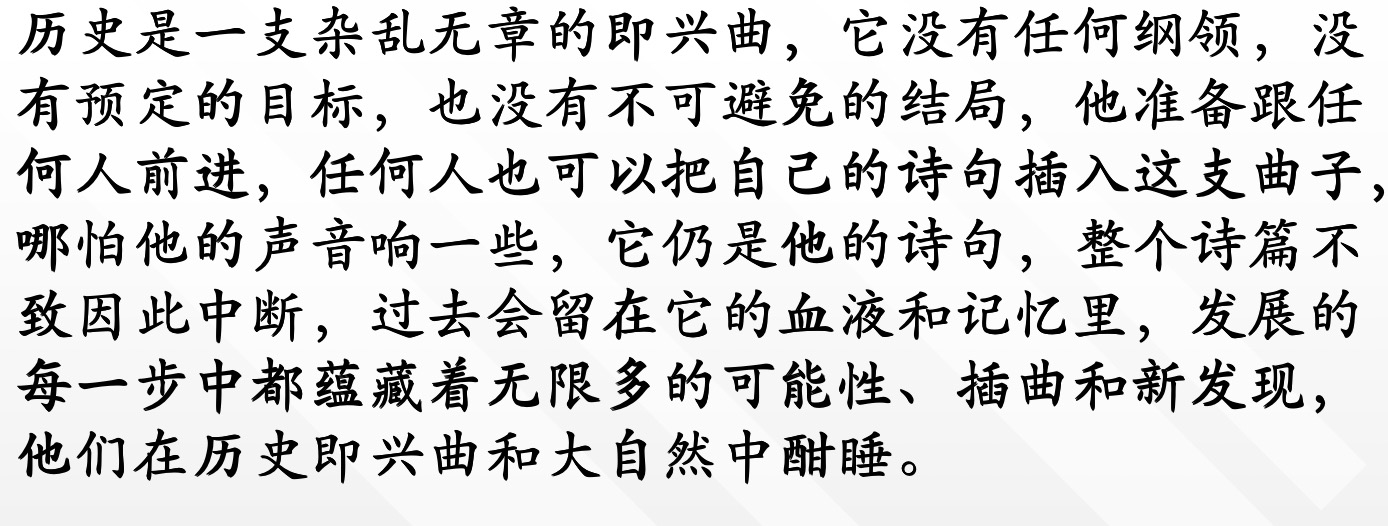 历史是一支杂乱无章的即兴曲，它没有任何纲领，没
有预定的目标，也没有不可避免的结局，他准备跟任
何人前进，任何人也可以把自己的诗句插入这支曲子，
哪怕他的声音响一些，它仍是他的诗句，整个诗篇不
致因此中断，过去会留在它的血液和记忆里，发展的
每一步中都蕴藏着无限多的可能性、插曲和新发现，
他们在历史即兴曲和大自然中酣睡。